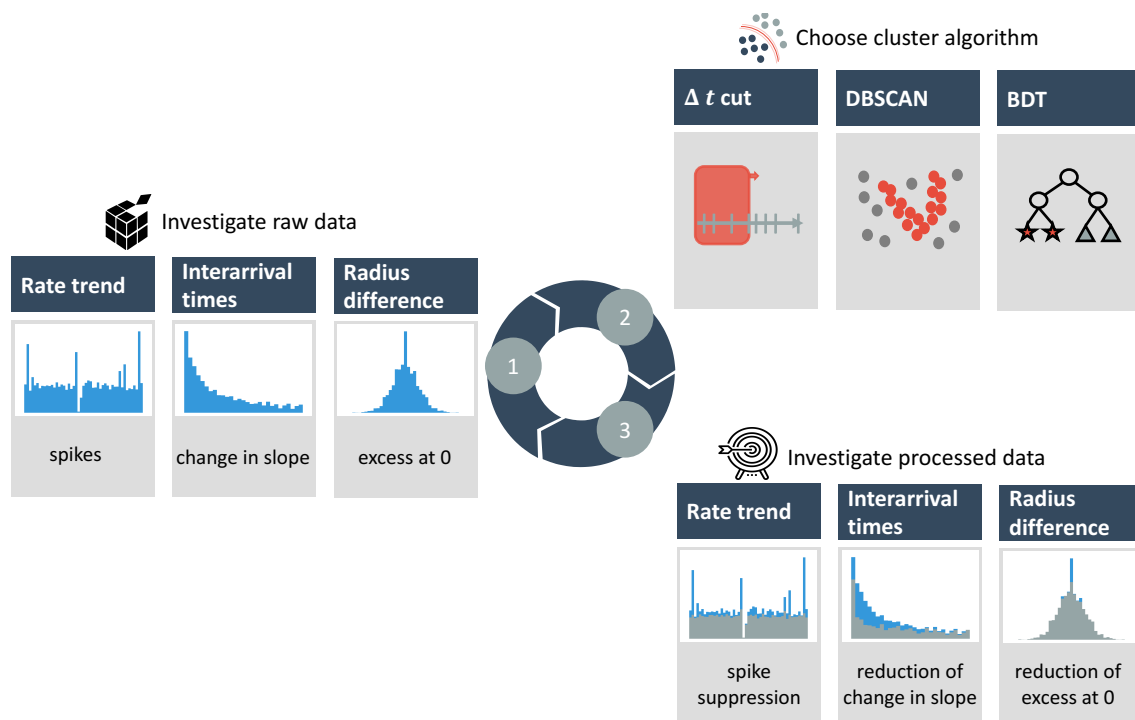 Choose cluster algorithm
Δ t cut
DBSCAN
BDT
Investigate raw data
Rate trend
Interarrival
times
Radius
difference
spikes
change in slope
excess at 0
1
2
3
Investigate processed data
Rate trend
Interarrival
times
Radius
difference
spike
suppression
reduction of
change in slope
reduction of
excess at 0